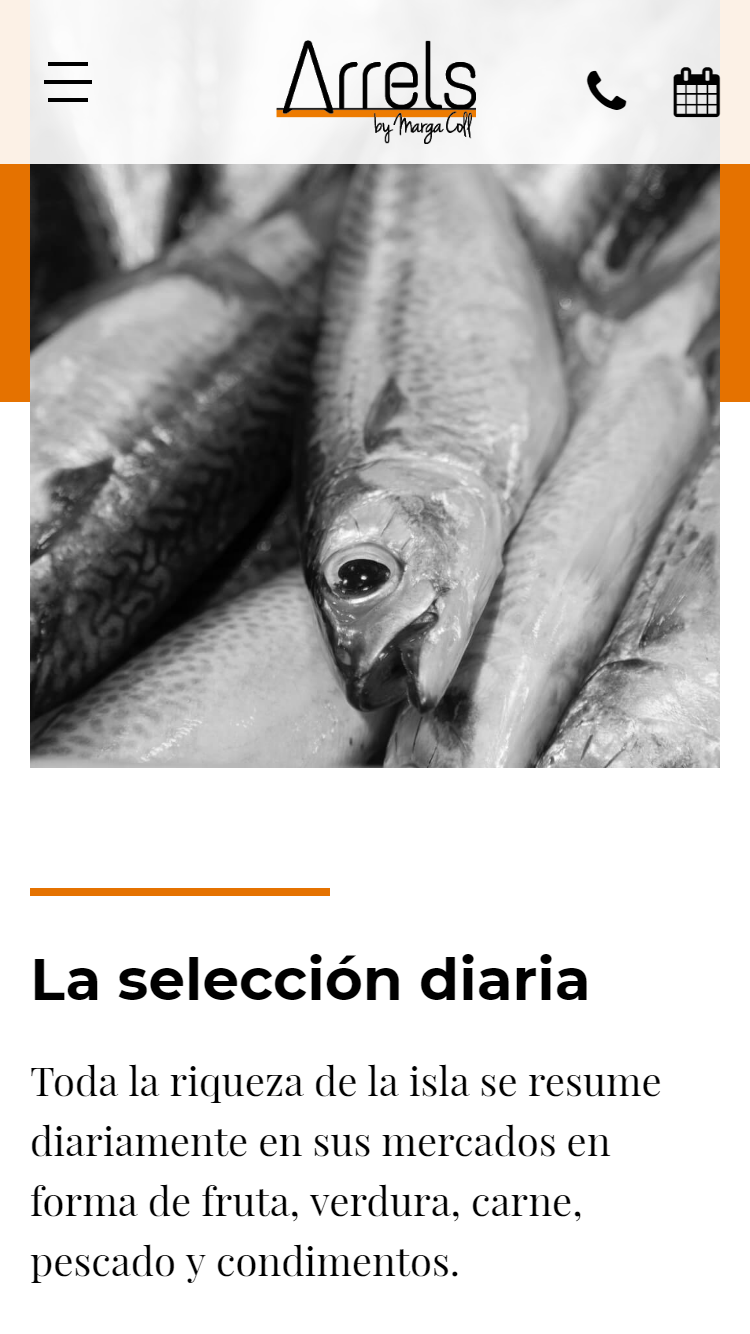 Arrels
by Marga Coll
La selección diaria
Toda la riqueza de la isla se resume
diariamente en sus mercados en
forma de fruta, verdura, carne,
pescado y condimentos.